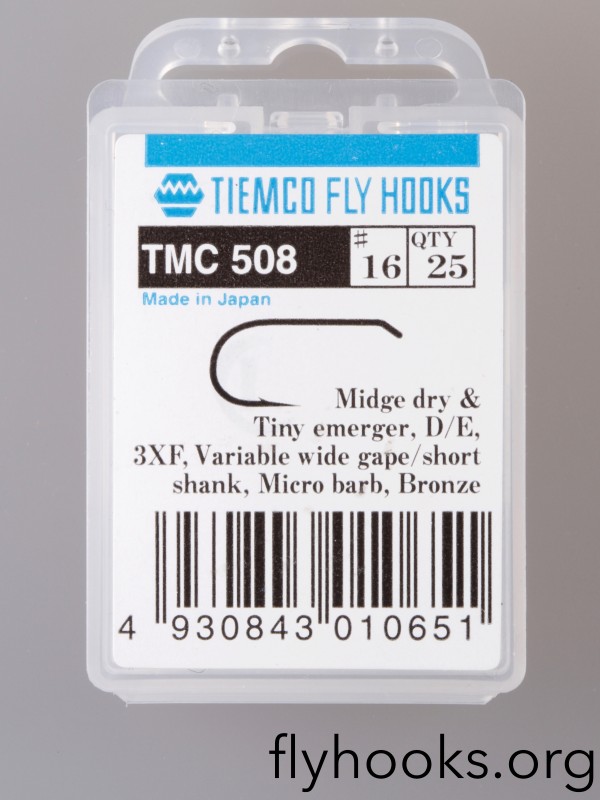 TIEMCO FLY HOOKS
TMC 508 # 16 QTY 25
Made in Japan
Midge dry &
Tiny emerger, D/E,
3XF, Variable wide gape/short
shank, Micro barb, Bronze
4 930843 010651
flyhooks.org